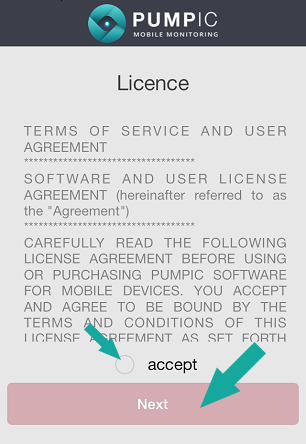 PUMPIC
MOBILE MONITORING
Licence
TERMS OF SERVICE AND USER
AGREEMENT
***********************************
SOFTWARE AND USER LICENSE
AGREEMENT (hereinafter referred to as
the "Agreement")
***********************************
CAREFULLY READ THE FOLLOWING
LICENSE AGREEMENT BEFORE USING
OR PURCHASING PUMPIC SOFTWARE
FOR MOBILE DEVICES. YOU ACCEPT
AND AGREE TO BE BOUND BY THE
TERMS AND CONDITIONS OF THIS
LICENSE AGREEMENT AS SET FORTH
accept
Next